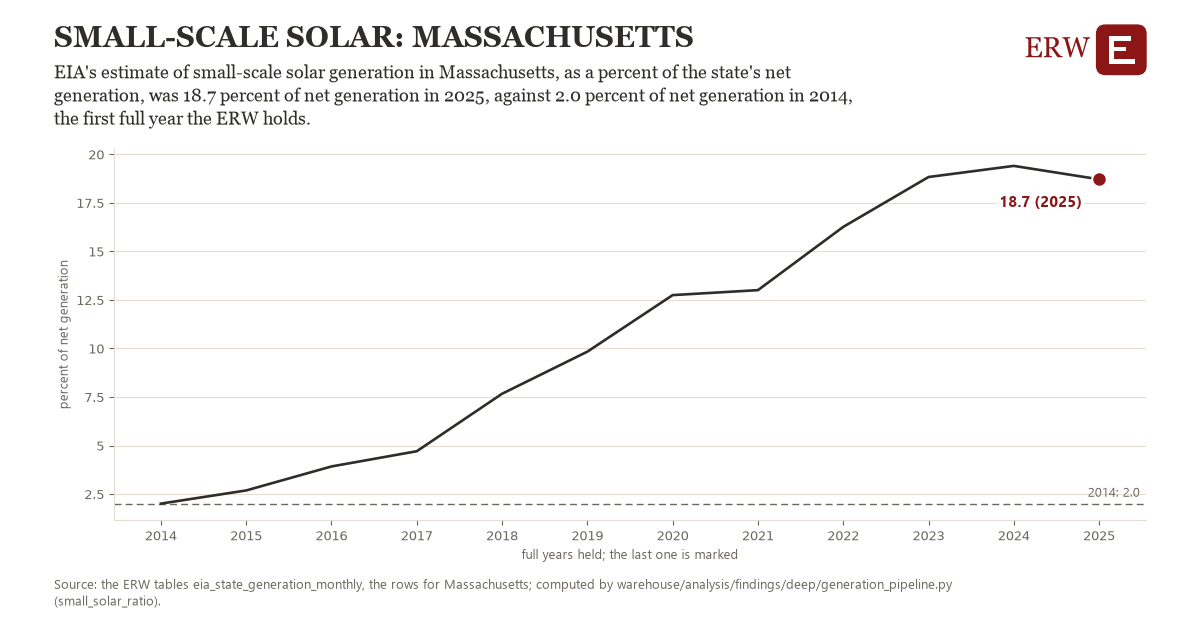 SMALL-SCALE SOLAR: MASSACHUSETTS
ERW E
EIA's estimate of small-scale solar generation in Massachusetts, as a percent of the state's net
generation, was 18.7 percent of net generation in 2025, against 2.0 percent of net generation in 2014,
the first full year the ERW holds.
percent of net generation
20
17.5
15
12.5
10
7.5
5
2.5
18.7 (2025)
2014: 2.0
2014 2015 2016 2017 2018 2019 2020 2021 2022 2023 2024 2025
full years held; the last one is marked
Source: the ERW tables eia_state_generation_monthly, the rows for Massachusetts; computed by warehouse/analysis/findings/deep/generation_pipeline.py
(small_solar_ratio).